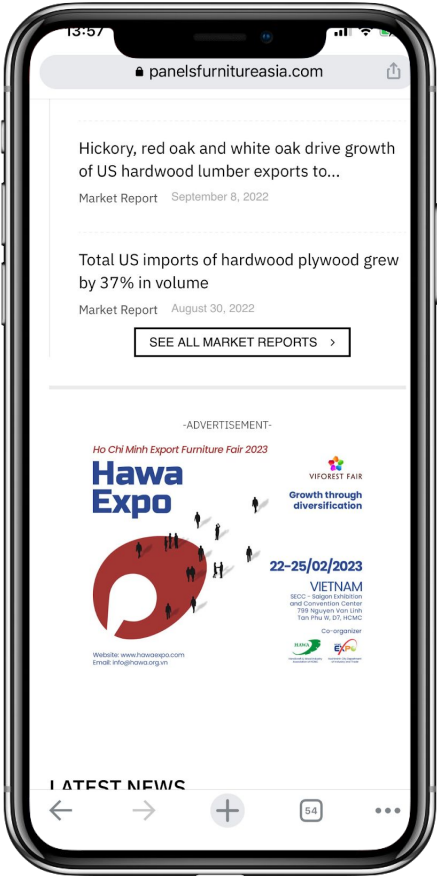 13:57
panelsfurnitureasia.com
Hickory, red oak and white oak drive growth
of US hardwood lumber exports to...
Market Report September 8, 2022
Total US imports of hardwood plywood grew
by 37% in volume
Market Report August 30, 2022
SEE ALL MARKET REPORTS >
-ADVERTISEMENT-
Ho Chi Minh Export Furniture Fair 2023
Hawa
Expo
VIFOREST FAIR
Growth through
diversification
22-25/02/2023
VIETNAM
SECC - Saigon Exhibition
and Convention Center
799 Nguyen Van Linh
Tan Phu W, D7, HCMC
Co-organizer
HAWA
EXPO
Website: www.hawaexpo.com
Email: info@hawa.org.vn
LATEST NEWS
54